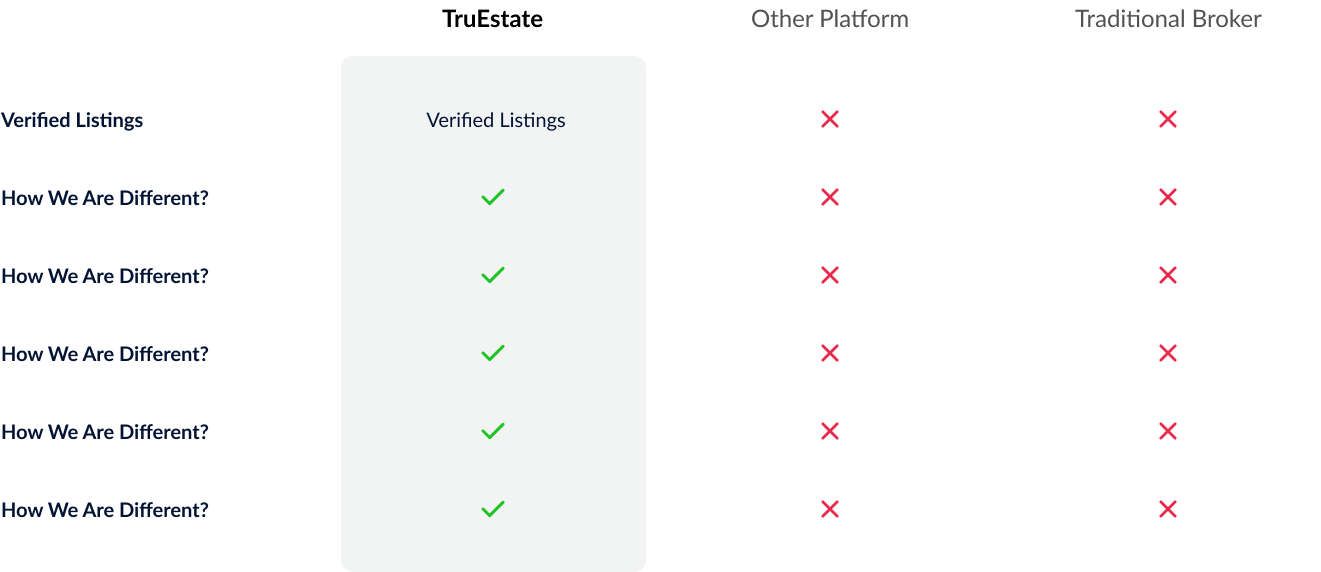 TruEstate Other Platform Traditional Broker
Verified Listings Verified Listings
How We Are Different?
How We Are Different?
How We Are Different?
How We Are Different?
How We Are Different?